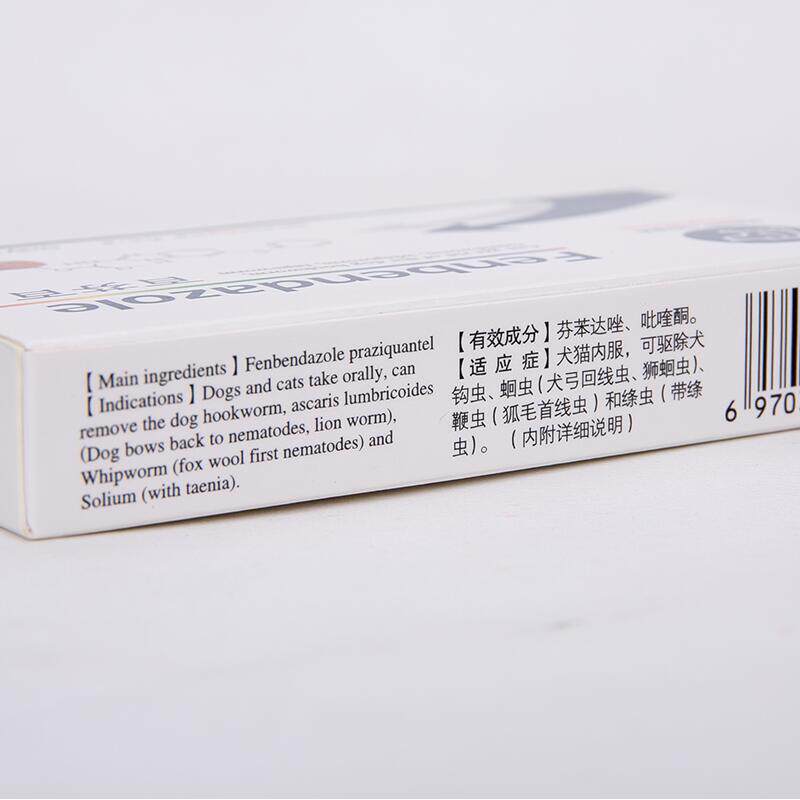 Fenbendazole
【Main ingredients】Fenbendazole praziquantel
【Indications】Dogs and cats take orally, can
remove the dog hookworm, ascaris lumbricoides
(Dog bows back to nematodes, lion worm),
Whipworm (fox wool first nematodes) and
Solium (with taenia).
【有效成分】芬苯达唑、吡喹酮。
【适应症】犬猫内服，可驱除犬
钩虫、蛔虫（犬弓回线虫、狮蛔虫）、
鞭虫（狐毛首线虫）和绦虫（带绦
虫）。（内附详细说明）
6 970